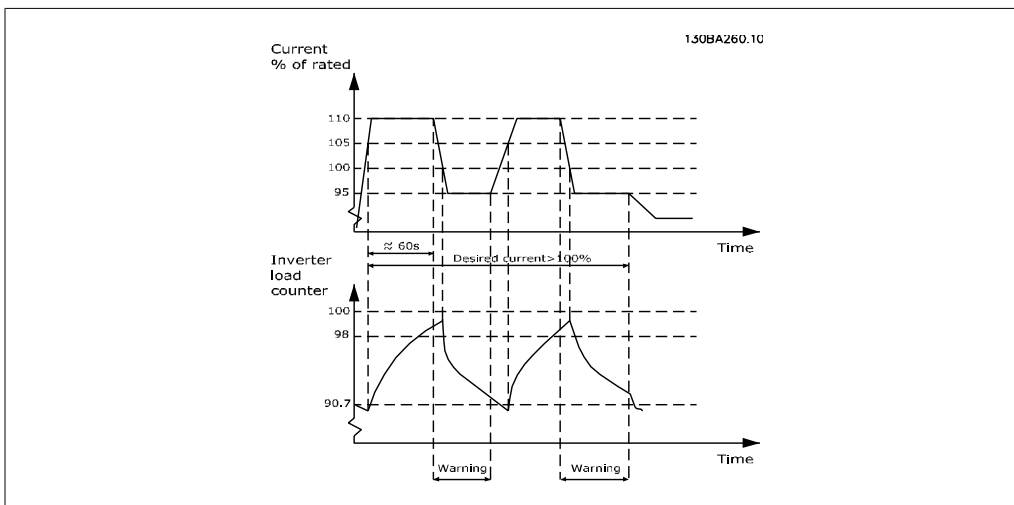 130BA260.10
Current
% of rated
110
105
100
95
Time
≈ 60s
Desired current>100%
Inverter
load
counter
100
98
90.7
Time
Warning
Warning